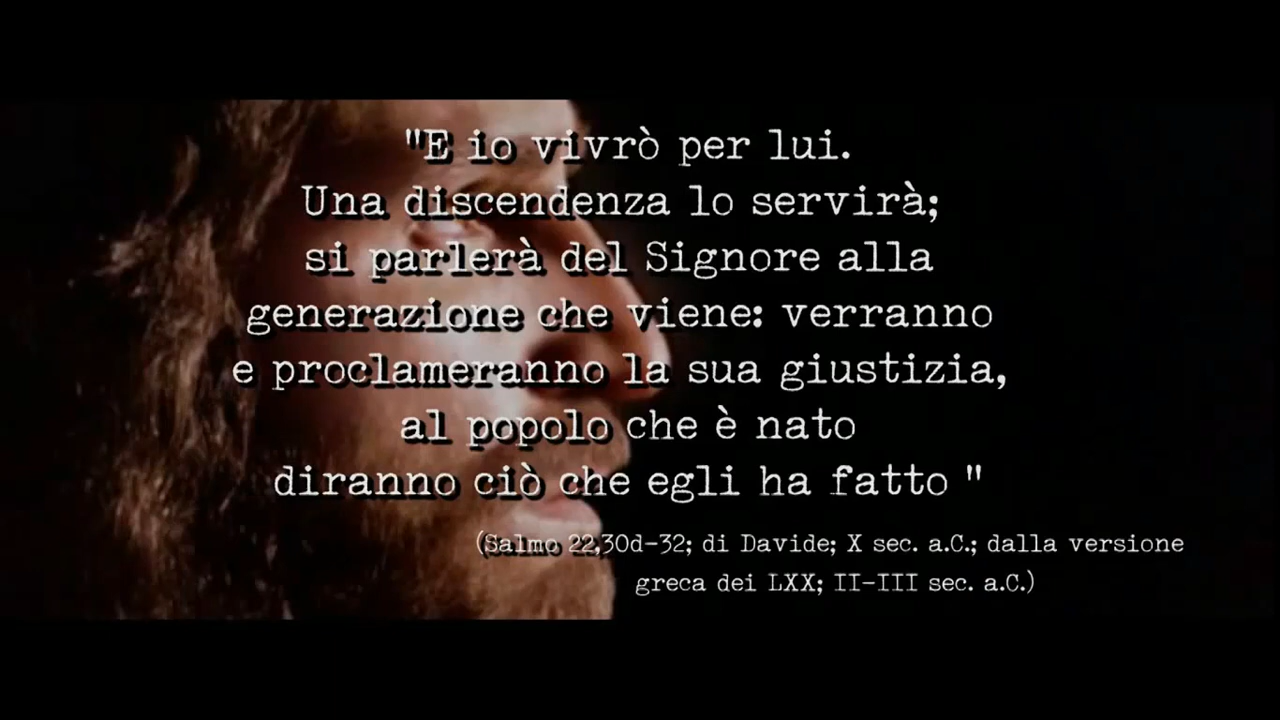 "E io vivrò per lui.
Una discendenza lo servirà;
si parlerà del Signore alla
generazione che viene: verranno
e proclameranno la sua giustizia,
al popolo che è nato
diranno ciò che egli ha fatto "
(Salmo 22,30d-32; di Davide; X sec. a.C.; dalla versione
greca dei LXX; II-III sec. a.C.)